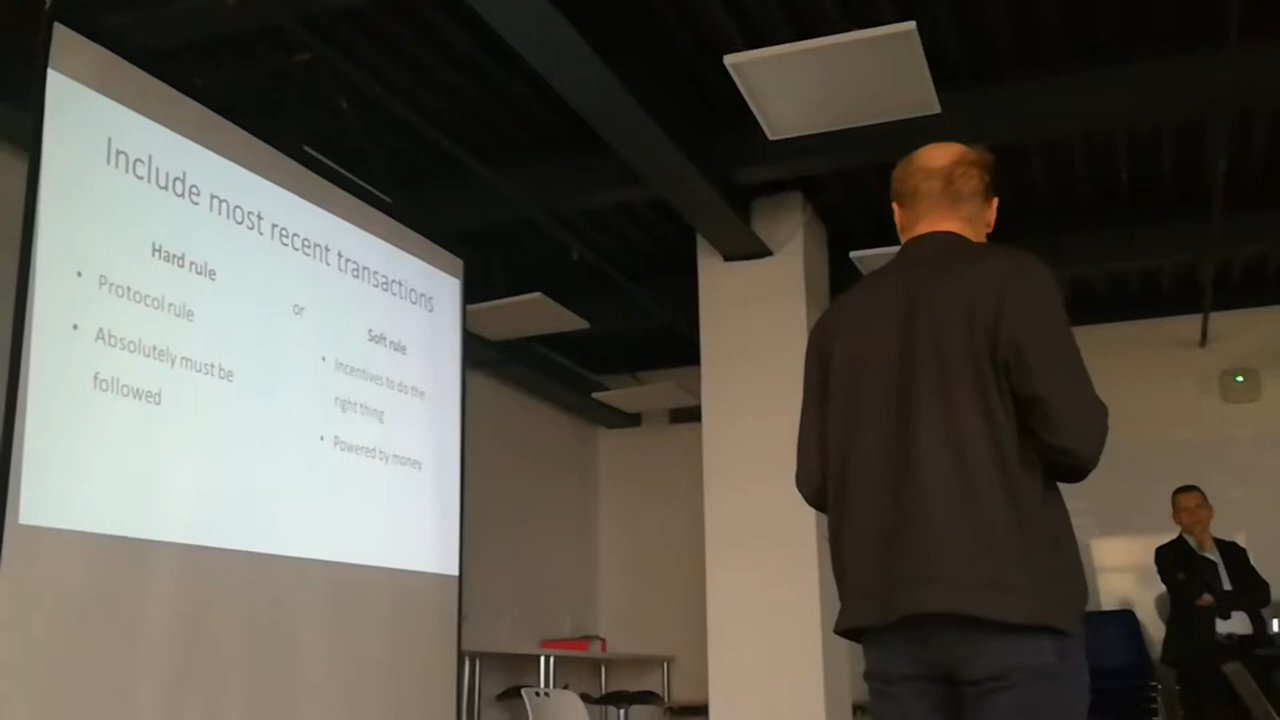 Include most recent transactions
Hard rule
• Protocol rule
• Absolutely must be
followed
or
Soft rule
• Incentives to do the
right thing
• Powered by money